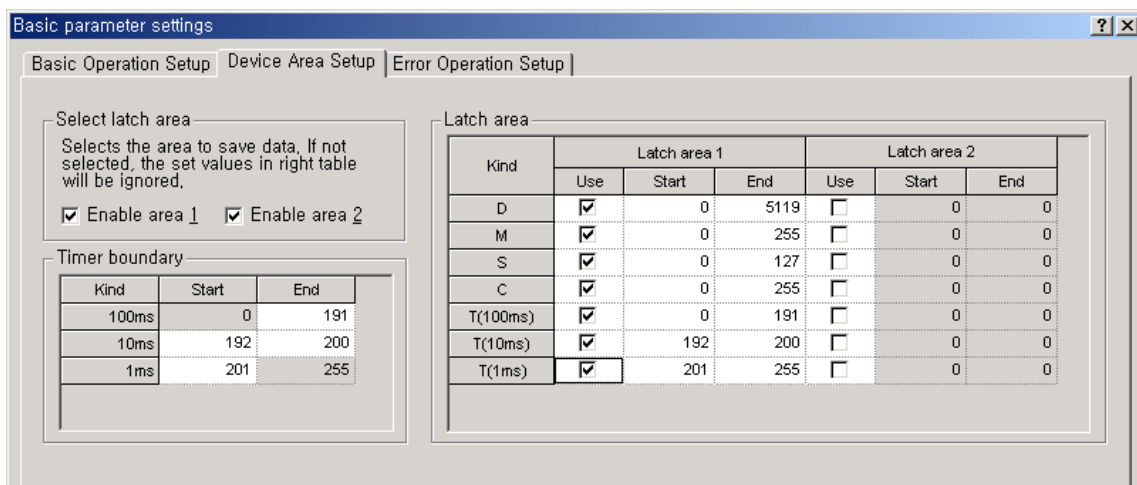 Basic parameter settings
Basic Operation Setup Device Area Setup Error Operation Setup
Select latch area
Selects the area to save data, If not
selected, the set values in right table
will be ignored,
Enable area 1 Enable area 2
Timer boundary
Kind Start End
100ms 0 191
10ms 192 200
1ms 201 255
Latch area
Kind Latch area 1 Latch area 2
Use Start End Use Start End
D 0 5119 0 0
M 0 255 0 0
S 0 127 0 0
C 0 255 0 0
T(100ms) 0 191 0 0
T(10ms) 192 200 0 0
T(1ms) 201 255 0 0